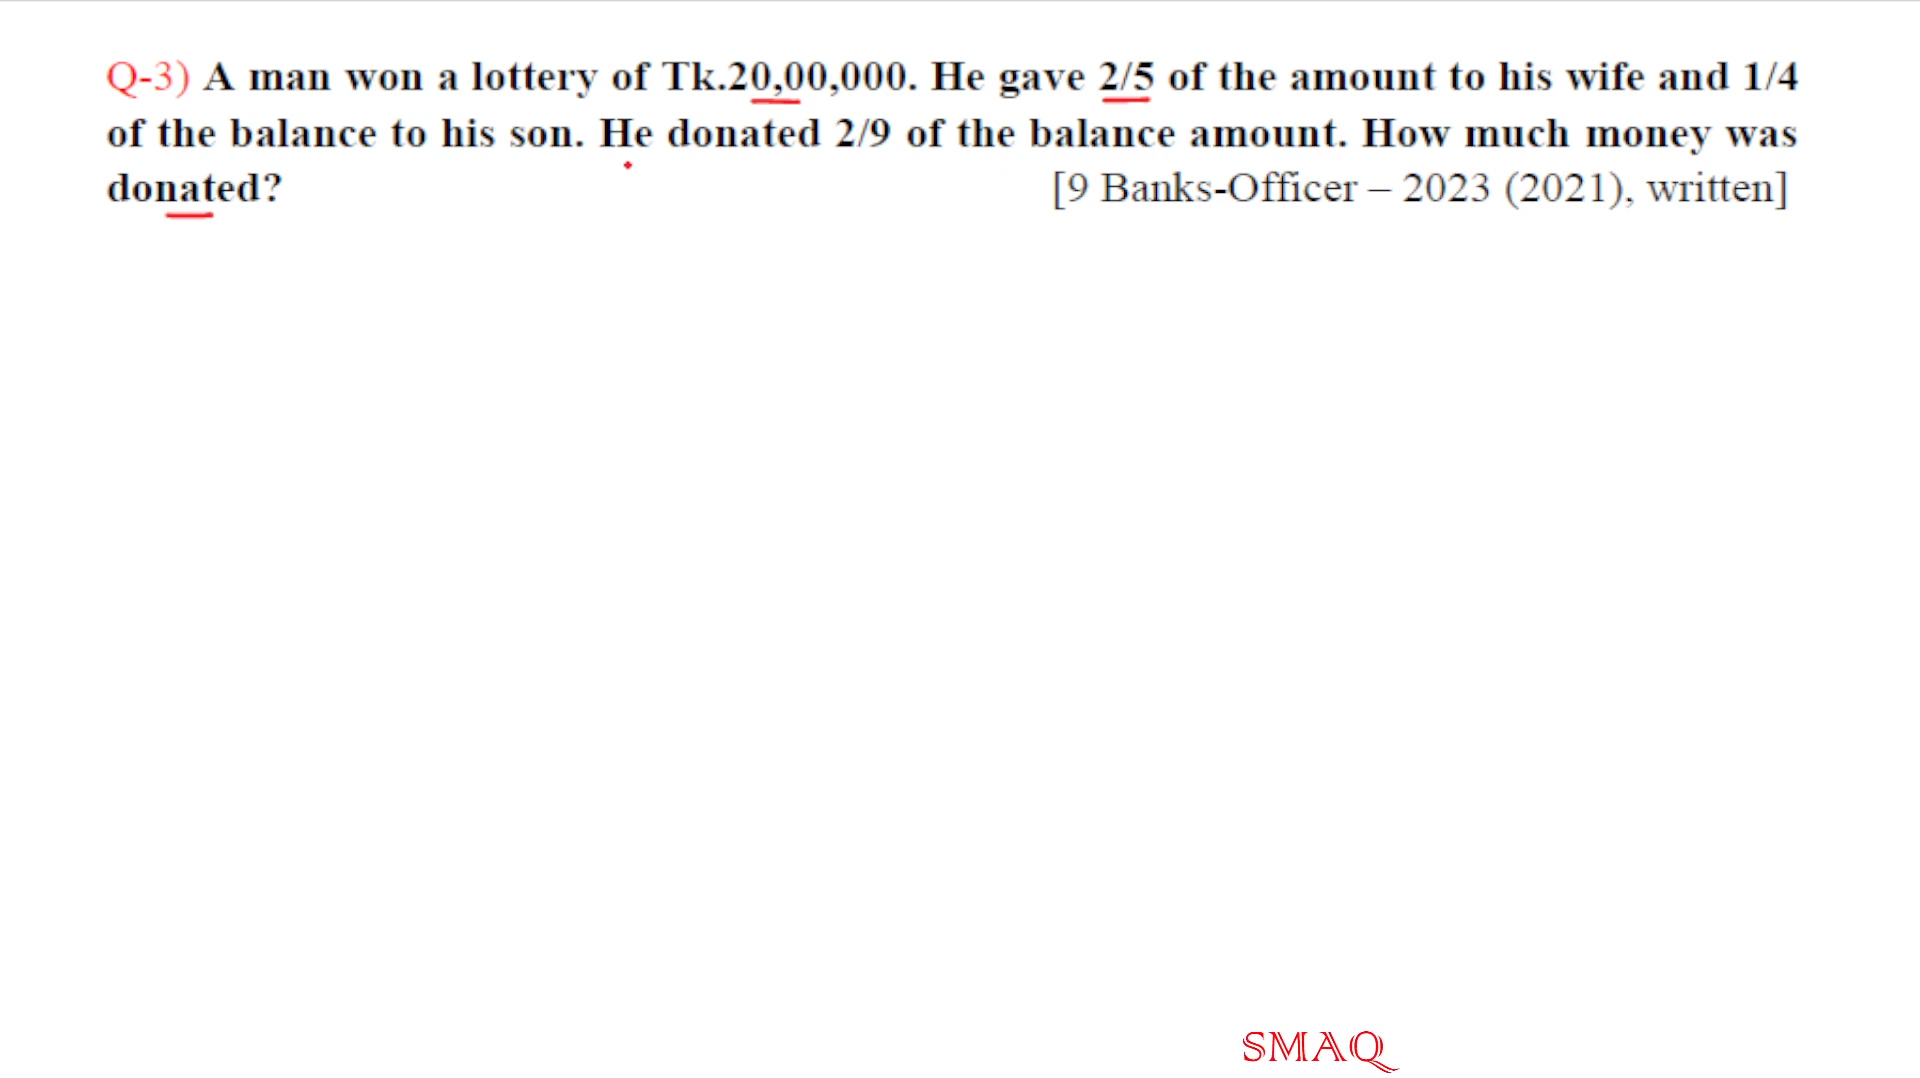 Q-3) A man won a lottery of Tk.20,00,000. He gave 2/5 of the amount to his wife and 1/4
of the balance to his son. He donated 2/9 of the balance amount. How much money was
donated? [9 Banks-Officer – 2023 (2021), written]
SMAQ